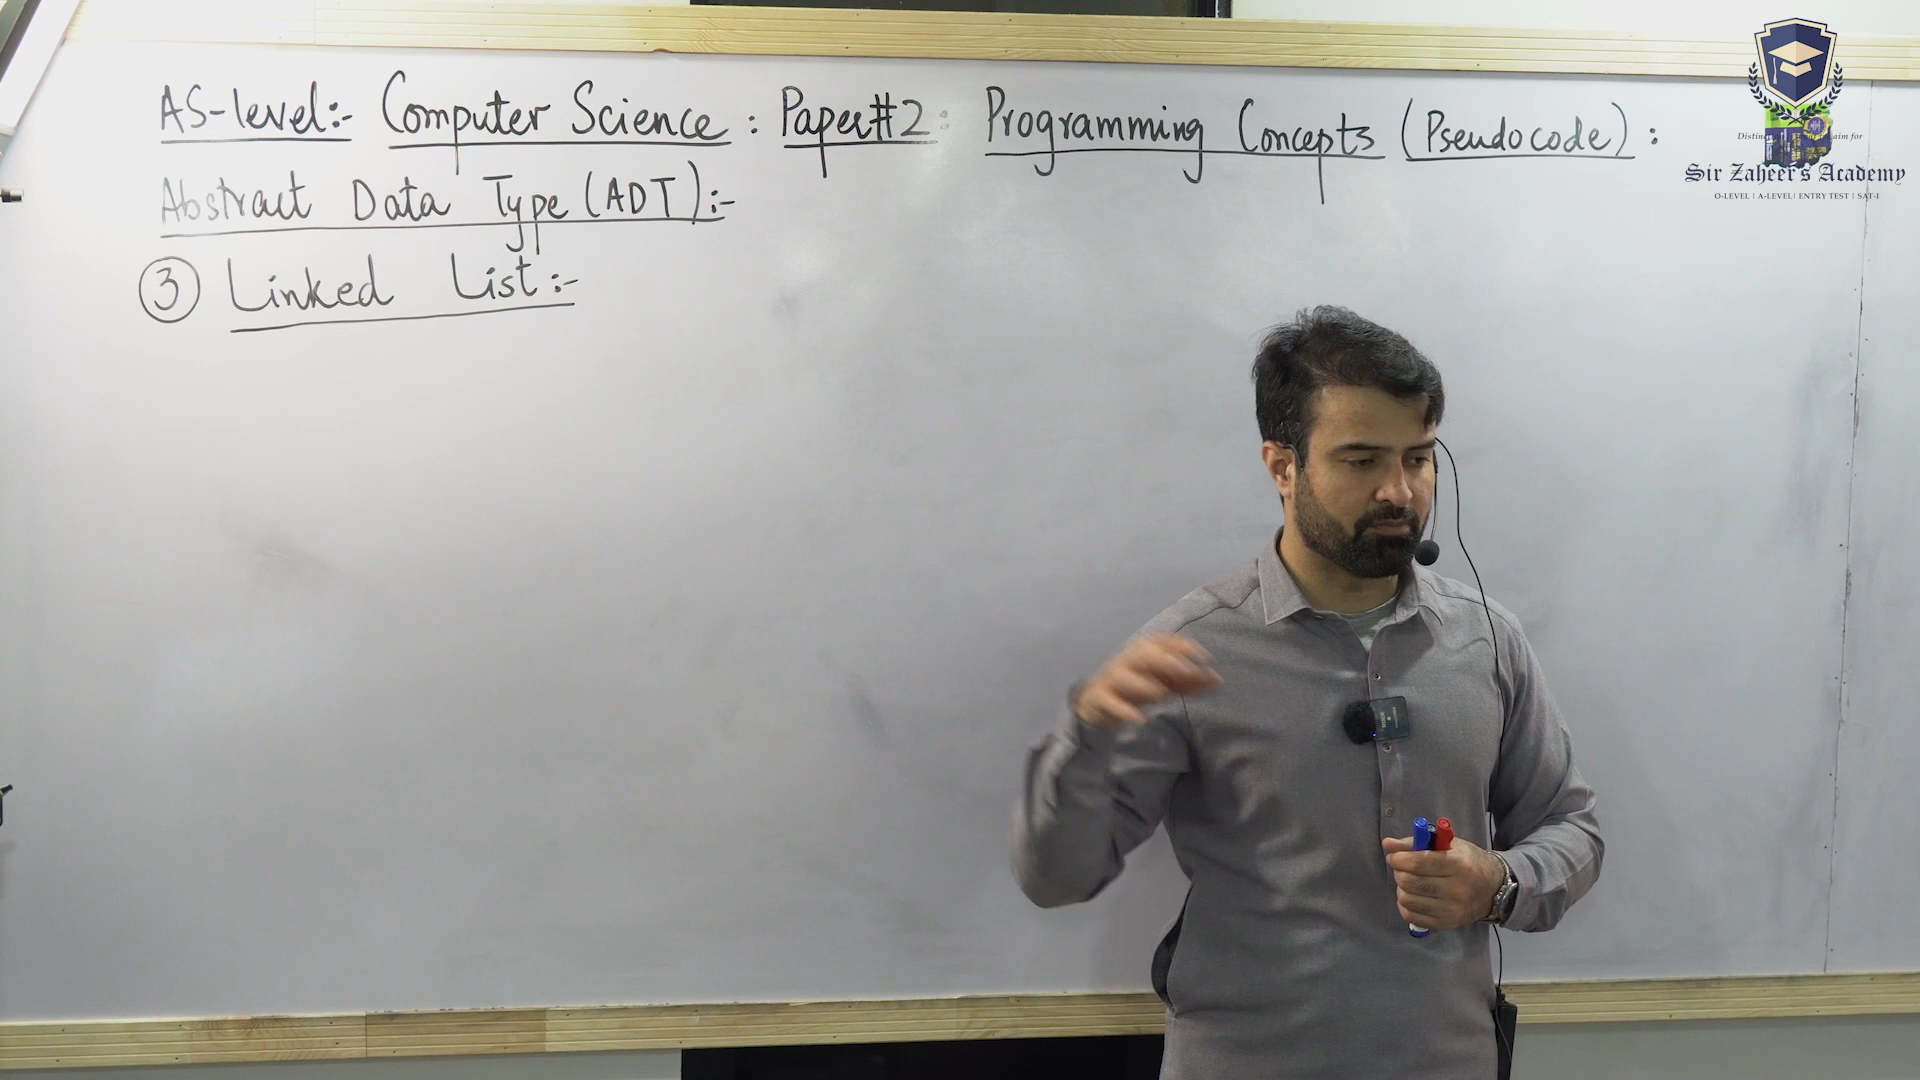 AS-level:- Computer Science : Paper#2 : Programming Concepts (Pseudocode) :
Abstract Data Type (ADT):-
③ Linked List:-
Sir Zaheer's Academy
O-LEVEL | A-LEVEL | ENTRY TEST | SAT-I